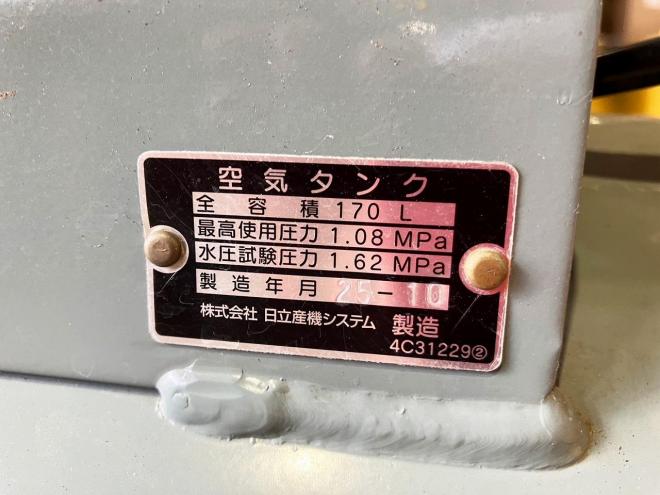 空気タンク
全容積 170 L
最高使用圧力 1.08 MPa
水圧試験圧力 1.62 MPa
製造年月 25-10
株式会社 日立産機システム 製造
4C31229②